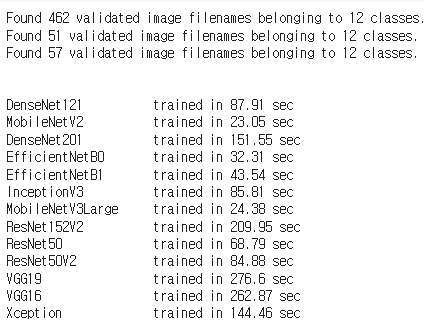 Found 462 validated image filenames belonging to 12 classes.
Found 51 validated image filenames belonging to 12 classes.
Found 57 validated image filenames belonging to 12 classes.
DenseNet121 trained in 87.91 sec
MobileNetV2 trained in 23.05 sec
DenseNet201 trained in 151.55 sec
EfficientNetB0 trained in 32.31 sec
EfficientNetB1 trained in 43.54 sec
InceptionV3 trained in 85.81 sec
MobileNetV3Large trained in 24.38 sec
ResNet152V2 trained in 209.95 sec
ResNet50 trained in 68.79 sec
ResNet50V2 trained in 84.88 sec
VGG19 trained in 276.6 sec
VGG16 trained in 262.87 sec
Xception trained in 144.46 sec